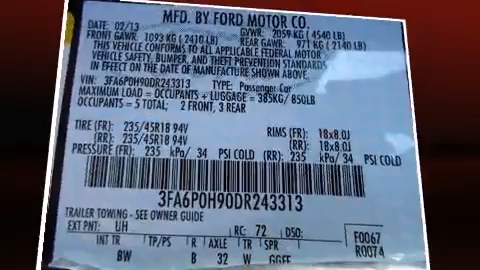 MFD. BY FORD MOTOR CO.
DATE: 02/13 GVWR: 2059 KG (4540 LB)
FRONT GAWR: 1093 KG (2410 LB) REAR GAWR: 971 KG (2140 LB)
THIS VEHICLE CONFORMS TO ALL APPLICABLE FEDERAL MOTOR
VEHICLE SAFETY, BUMPER, AND THEFT PREVENTION STANDARDS
IN EFFECT ON THE DATE OF MANUFACTURE SHOWN ABOVE.
VIN: 3FA6P0H90DR243313 TYPE: Passenger Car
MAXIMUM LOAD = OCCUPANTS + LUGGAGE = 385KG/ 850LB
OCCUPANTS = 5 TOTAL; 2 FRONT, 3 REAR
TIRE (FR): 235/45R18 94V RIMS (FR): 18x8.0J
(RR): 235/45R18 94V (RR): 18x8.0J
PRESSURE (FR): 235 kPa/ 34 PSI COLD (RR): 235 kPa/ 34 PSI COLD
3FA6P0H90DR243313
TRAILER TOWING - SEE OWNER GUIDE
EXT PNT: UH RC: 72 DSO: F0067
INT TR TP/PS R AXLE TR SPR R0074
BW B 32 W GGFF